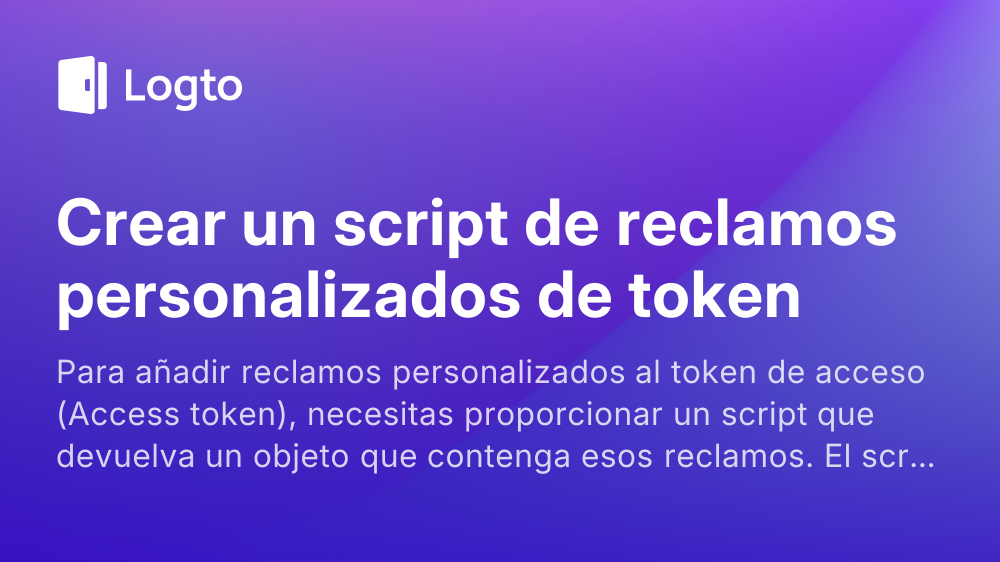 Logto
Crear un script de reclamos
personalizados de token
Para añadir reclamos personalizados al token de acceso
(Access token), necesitas proporcionar un script que
devuelva un objeto que contenga esos reclamos. El scr...